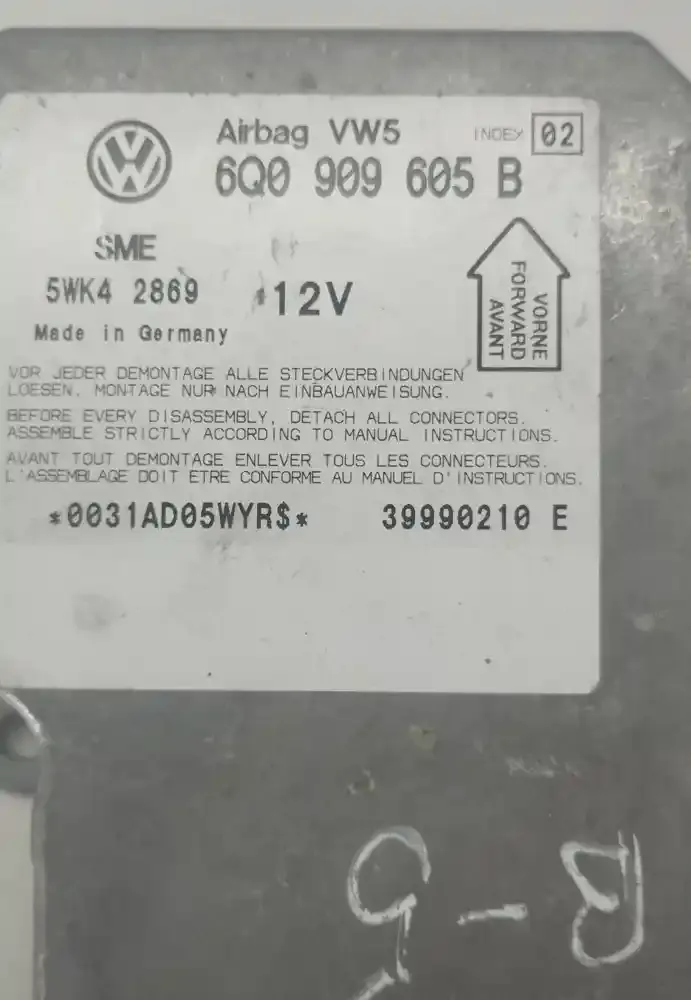 Airbag VW5
INDEX 02
6Q0 909 605 B
SME
5WK4 2869
12V
Made in Germany
VORNE
FORWARD
AVANT
VOR JEDER DEMONTAGE ALLE STECKVERBINDUNGEN
LOESEN. MONTAGE NUR NACH EINBAUANWEISUNG.
BEFORE EVERY DISASSEMBLY, DETACH ALL CONNECTORS.
ASSEMBLE STRICTLY ACCORDING TO MANUAL INSTRUCTIONS.
AVANT TOUT DEMONTAGE ENLEVER TOUS LES CONNECTEURS.
L'ASSEMBLAGE DOIT ETRE CONFORME AU MANUEL D'INSTRUCTIONS.
*0031AD05WYR$* 39990210 E